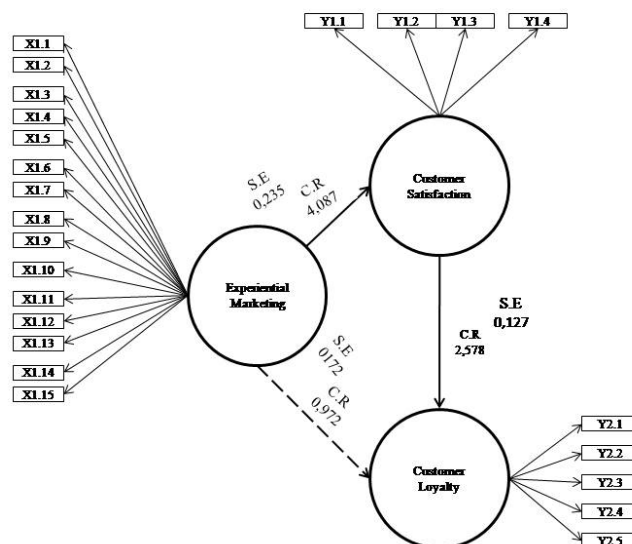 Y1.1
Y1.2
Y1.3
Y1.4
X1.1
X1.2
X1.3
X1.4
X1.5
X1.6
X1.7
X1.8
X1.9
X1.10
X1.11
X1.12
X1.13
X1.14
X1.15
Experiential
Marketing
S.E
0,235
C.R
4,087
Customer
Satisfaction
S.E
0,127
C.R
2,578
S.E
0172
C.R
0,972
Customer
Loyalty
Y2.1
Y2.2
Y2.3
Y2.4
Y2.5